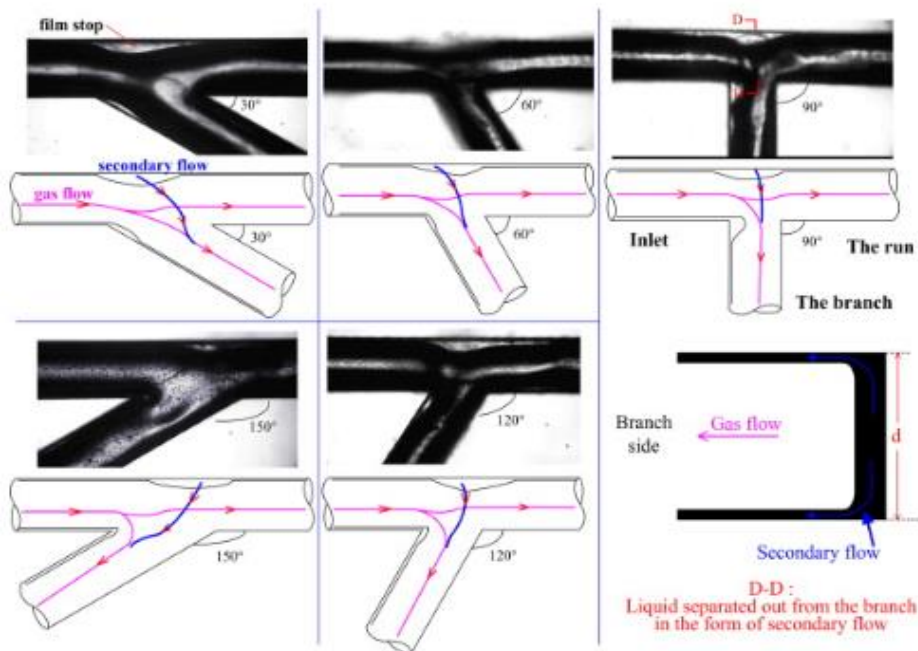 film stop
30°
60°
D
90°
secondary flow
gas flow
30°
60°
Inlet
90°
The run
The branch
150°
120°
Branch
side
Gas flow
d
Secondary flow
150°
120°
D-D :
Liquid separated out from the branch
in the form of secondary flow